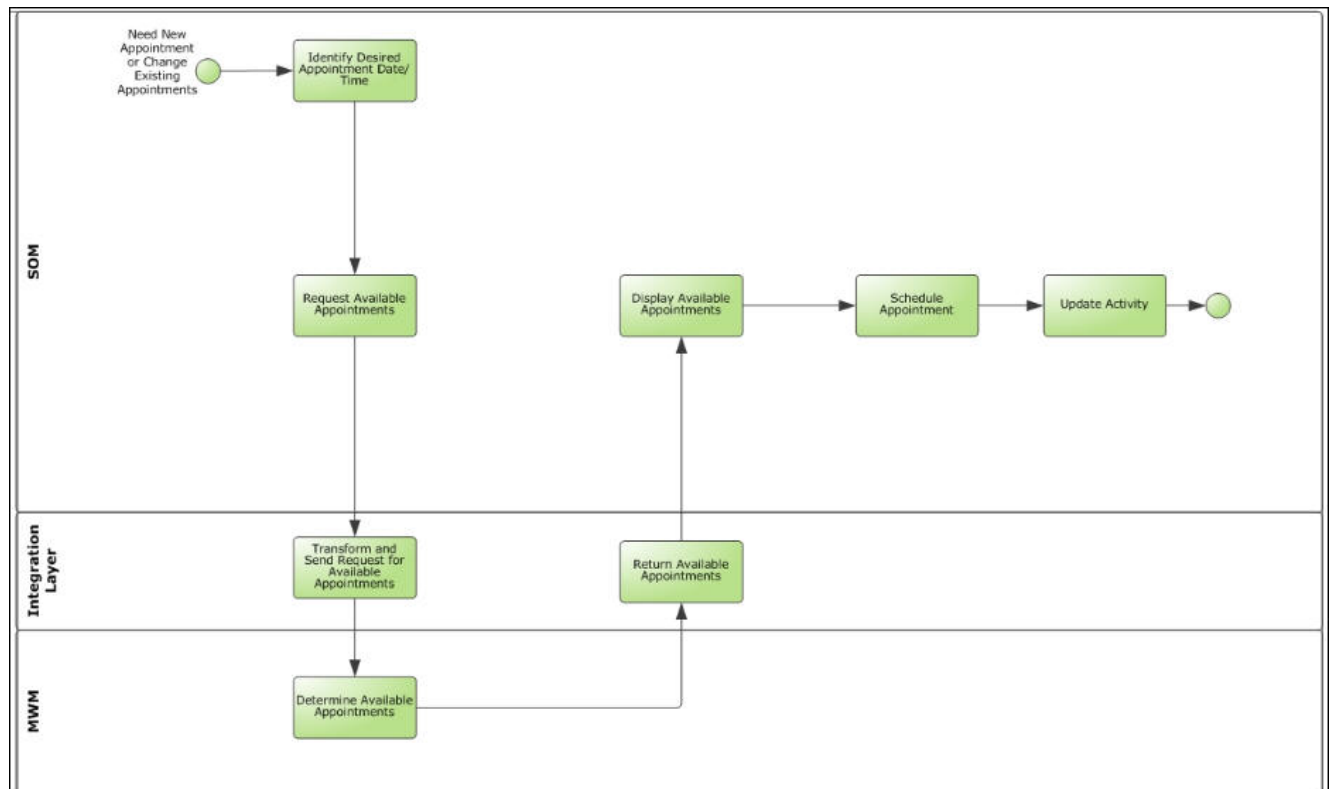 Need New
Appointment
or Change
Existing
Appointments
Identify Desired
Appointment Date/
Time
SOM
Request Available
Appointments
Display Available
Appointments
Schedule
Appointment
Update Activity
Integration
Layer
Transform and
Send Request for
Available
Appointments
Return Available
Appointments
MWM
Determine Available
Appointments